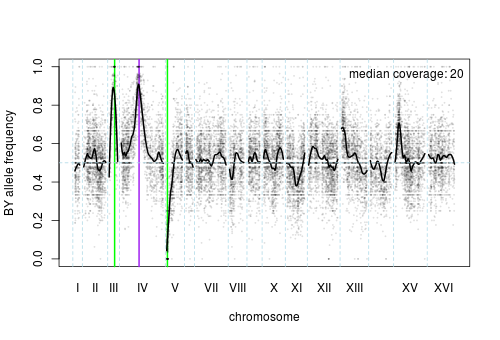 median coverage: 20
BY allele frequency
1.0
0.8
0.6
0.4
0.2
0.0
I II III IV V VII VIII X XI XII XIII XV XVI
chromosome